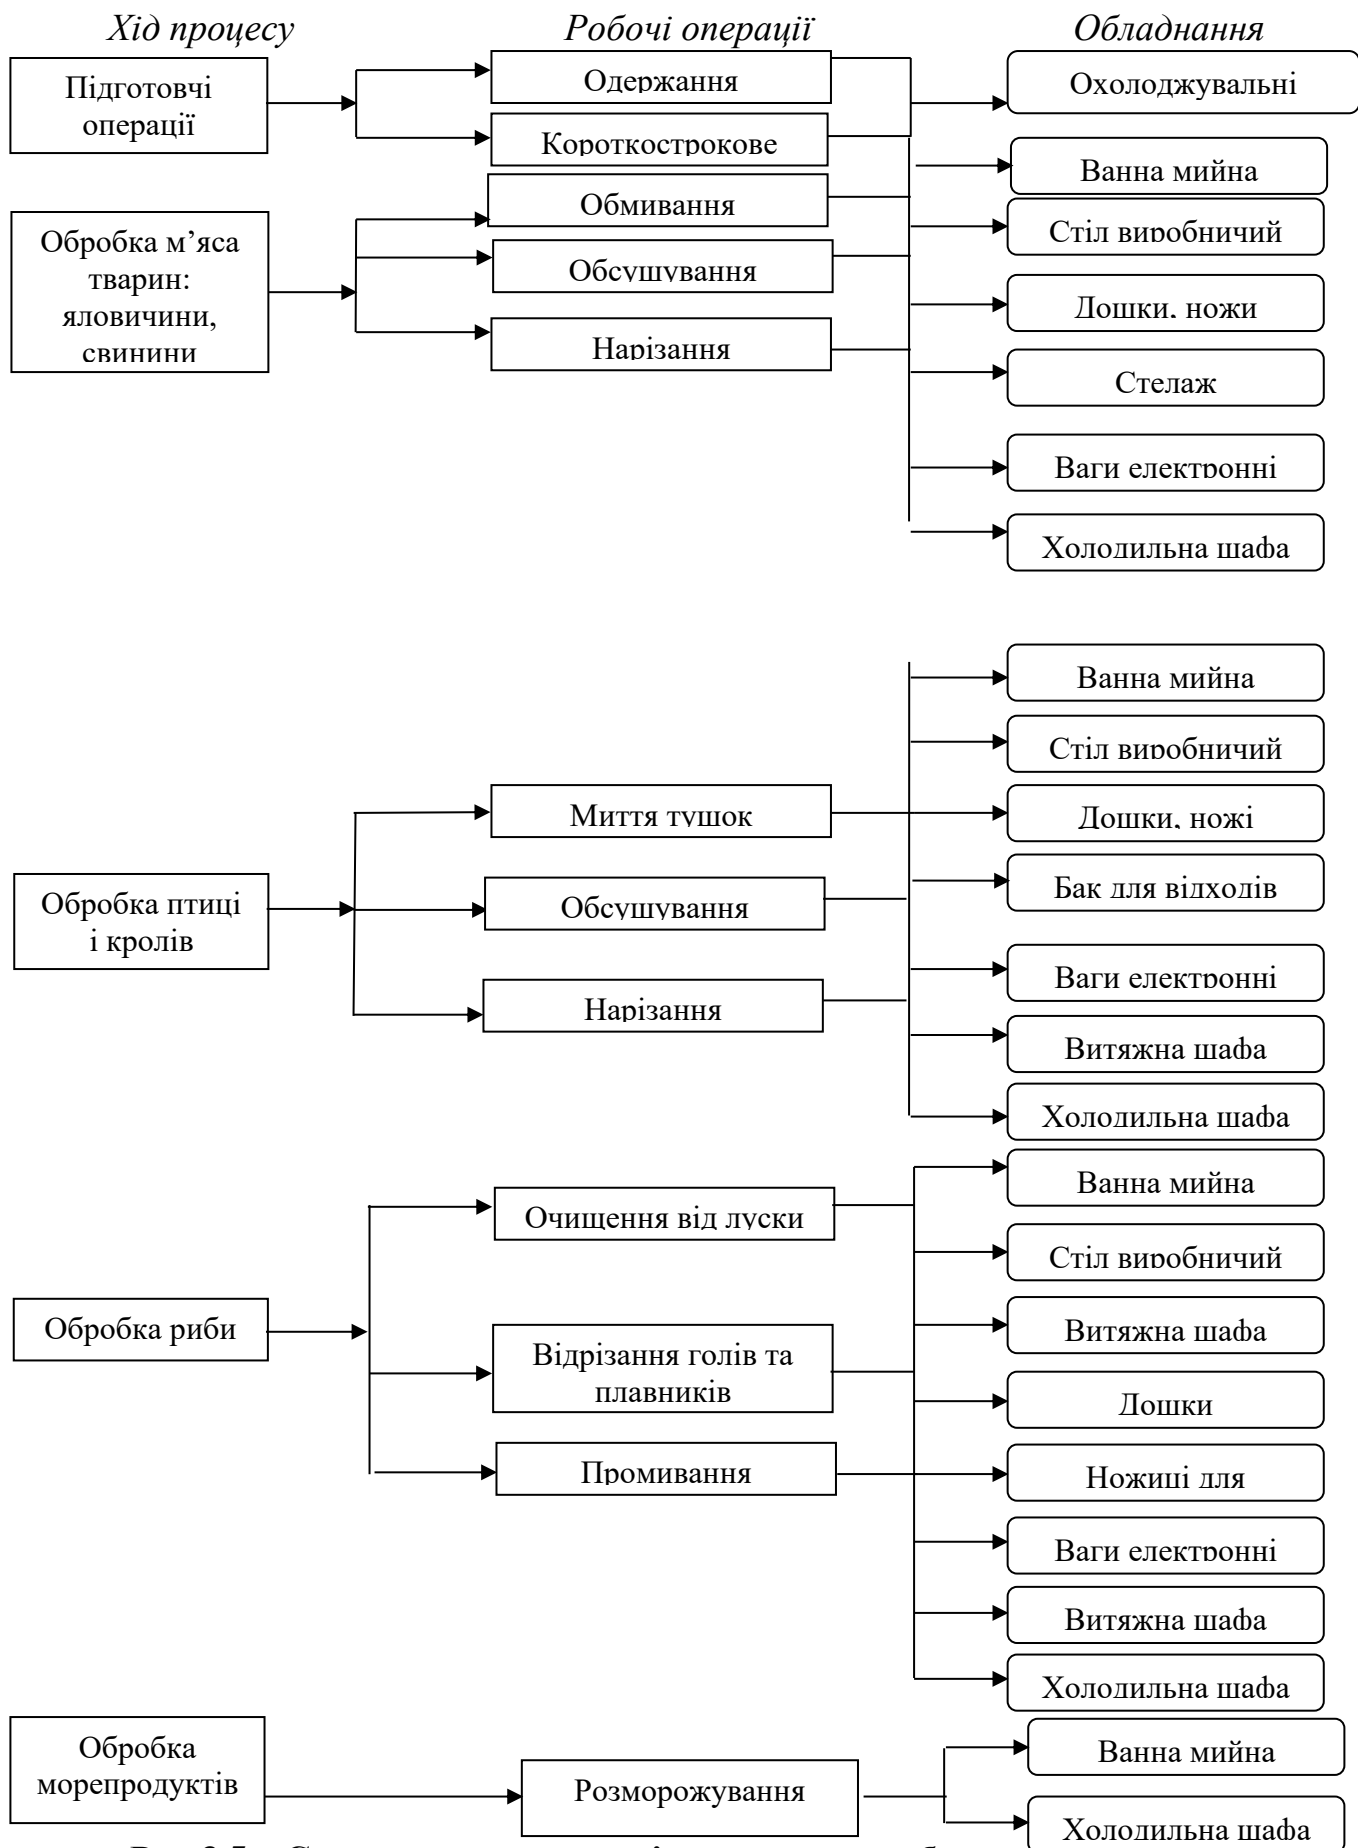 Хід процесу
Робочі операції
Обладнання
Підготовчі
операції
Одержання
Короткострокове
Охолоджувальні
Обробка м’яса
тварин:
яловичини,
свинини
Обмивання
Обсушування
Нарізання
Ванна мийна
Стіл виробничий
Дошки, ножи
Стелаж
Ваги електронні
Холодильна шафа
Обробка птиці
і кролів
Миття тушок
Обсушування
Нарізання
Ванна мийна
Стіл виробничий
Дошки, ножі
Бак для відходів
Ваги електронні
Витяжна шафа
Холодильна шафа
Обробка риби
Очищення від луски
Відрізання голів та
плавників
Промивання
Ванна мийна
Стіл виробничий
Витяжна шафа
Дошки
Ножиці для
Ваги електронні
Витяжна шафа
Холодильна шафа
Обробка
морепродуктів
Розморожування
Ванна мийна
Холодильна шафа